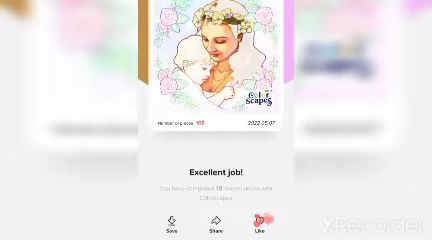 Color
Scapes
Number of pieces 108
2022.05.07
Excellent job!
You have completed 18 masterpieces with
Colorscapes
Save
Share
Like
XRecorder